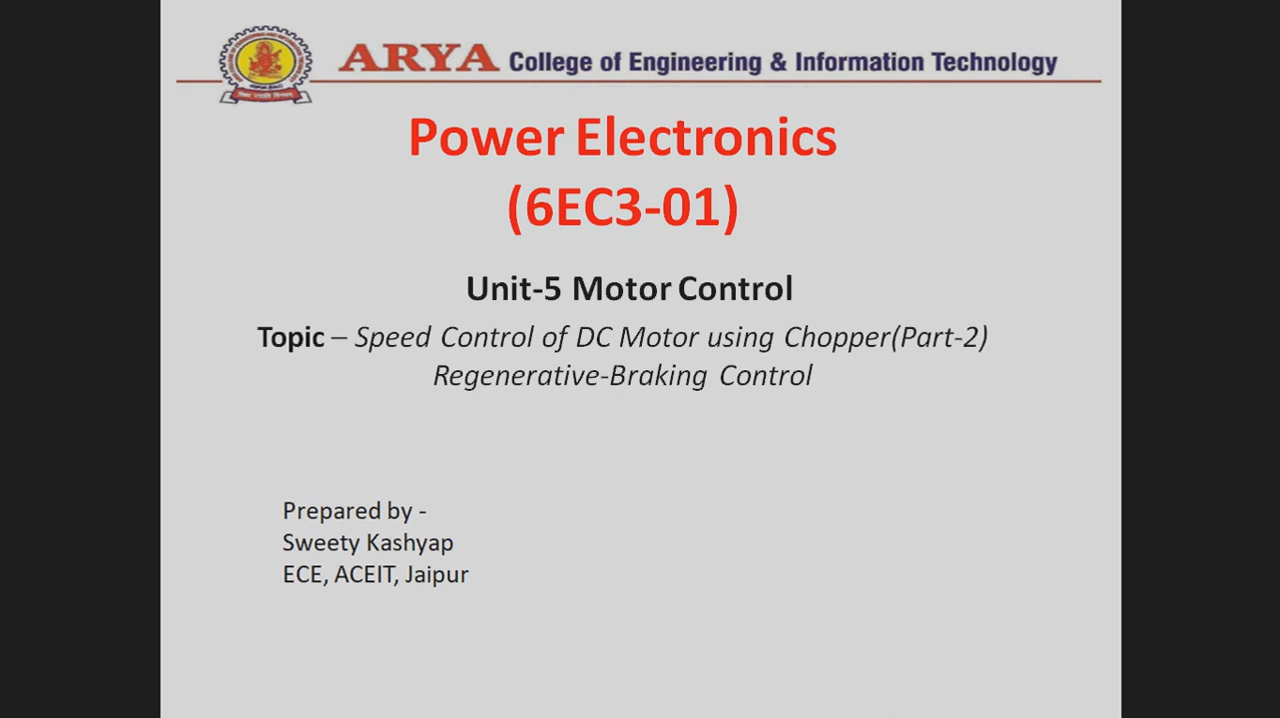 ARYA College of Engineering & Information Technology
Power Electronics
(6EC3-01)
Unit-5 Motor Control
Topic – Speed Control of DC Motor using Chopper(Part-2)
Regenerative-Braking Control
Prepared by -
Sweety Kashyap
ECE, ACEIT, Jaipur